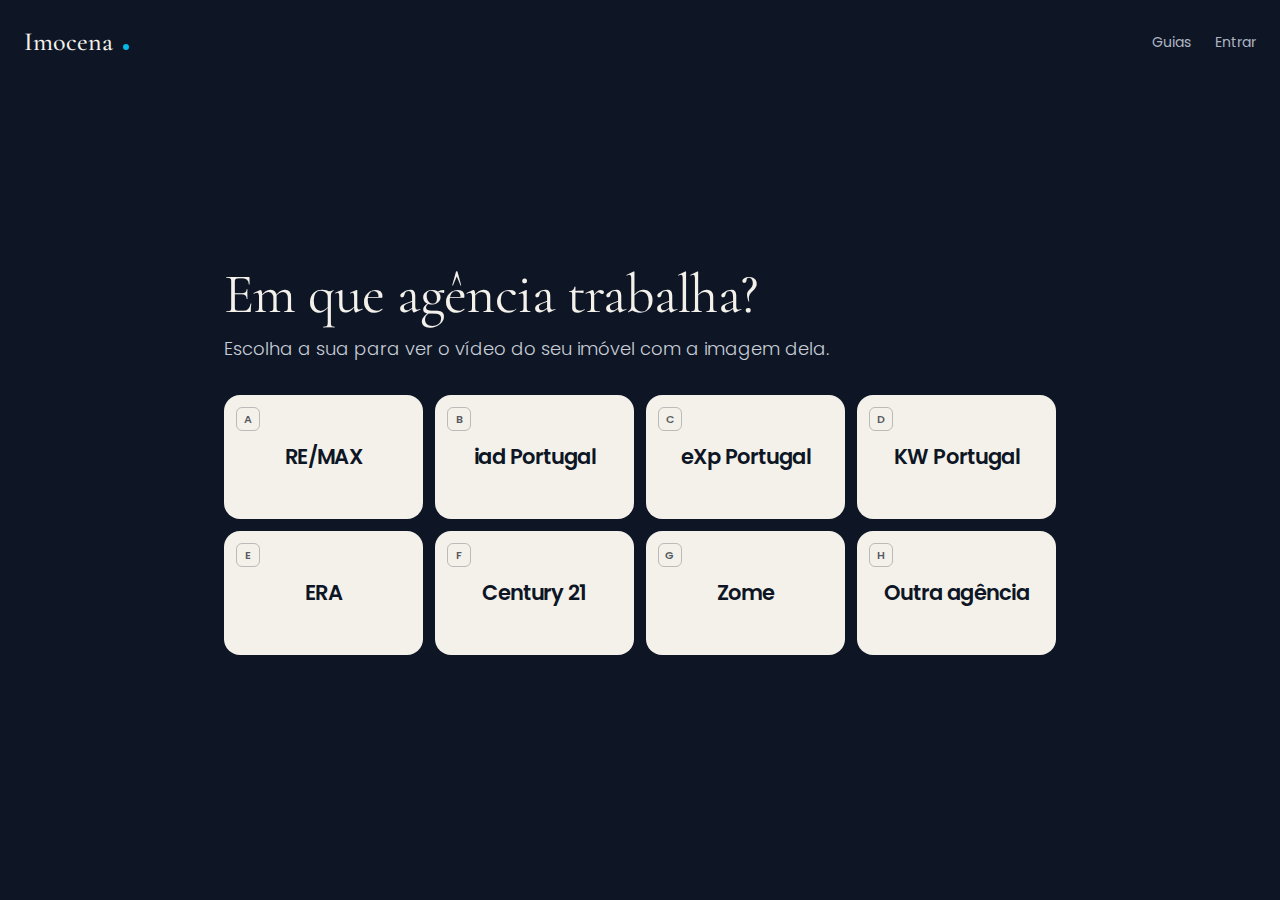 Imocena
Guias Entrar
Em que agência trabalha?
Escolha a sua para ver o vídeo do seu imóvel com a imagem dela.
A
RE/MAX
B
iad Portugal
C
eXp Portugal
D
KW Portugal
E
ERA
F
Century 21
G
Zome
H
Outra agência